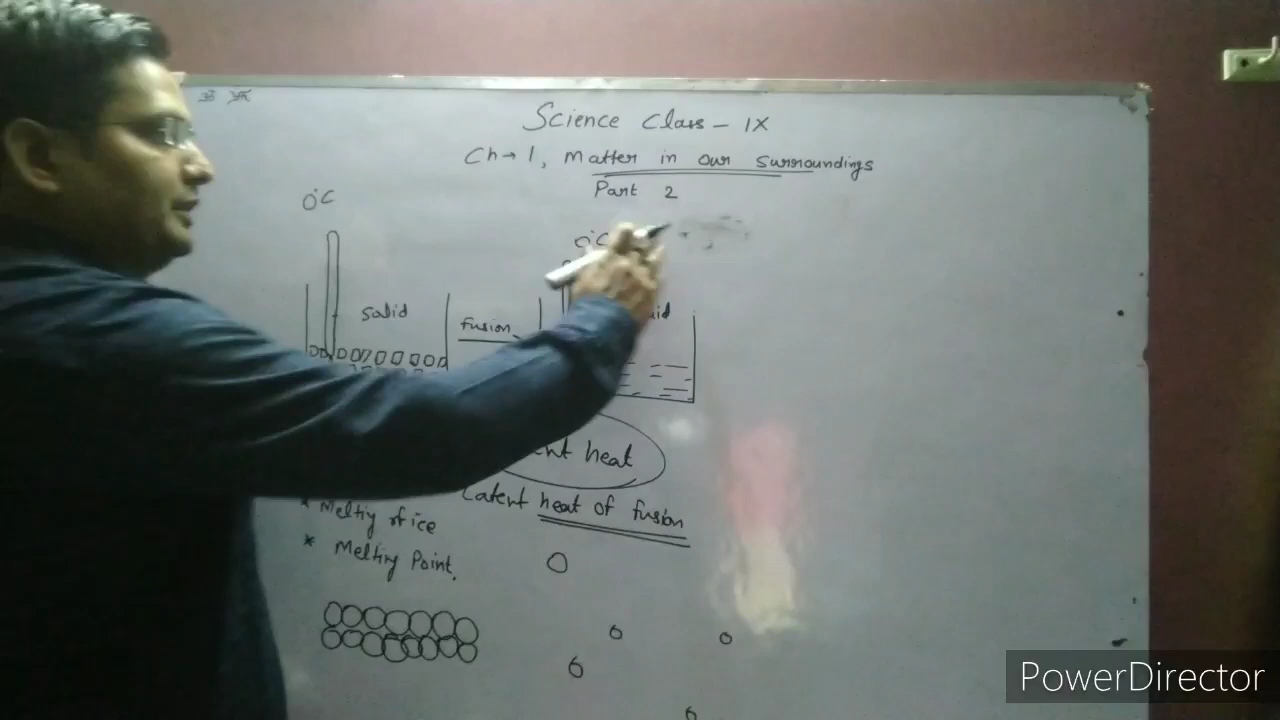 Science Class - IX
Ch→1, Matter in our Surroundings
Part 2
0°C
0°C
Solid
fusion
heat
Latent heat of fusion
* Melting of ice
* Melting Point.
PowerDirector